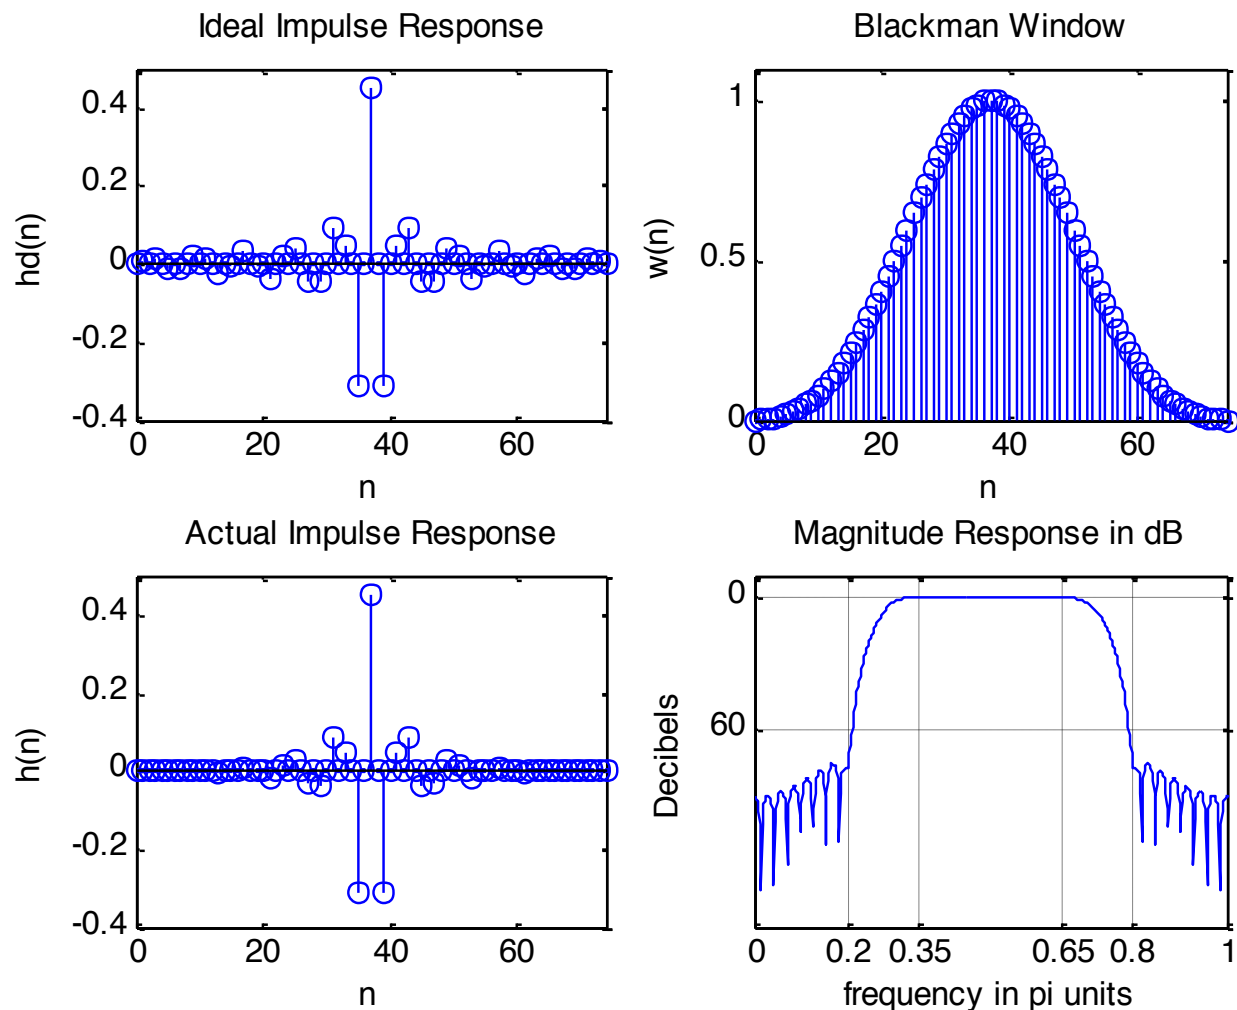 Ideal Impulse Response
hd(n)
0.4
0.2
0
-0.2
-0.4
0 20 40 60
n
Blackman Window
w(n)
1
0.5
0
0 20 40 60
n
Actual Impulse Response
h(n)
0.4
0.2
0
-0.2
-0.4
0 20 40 60
n
Magnitude Response in dB
Decibels
0
60
0 0.2 0.35 0.65 0.8 1
frequency in pi units